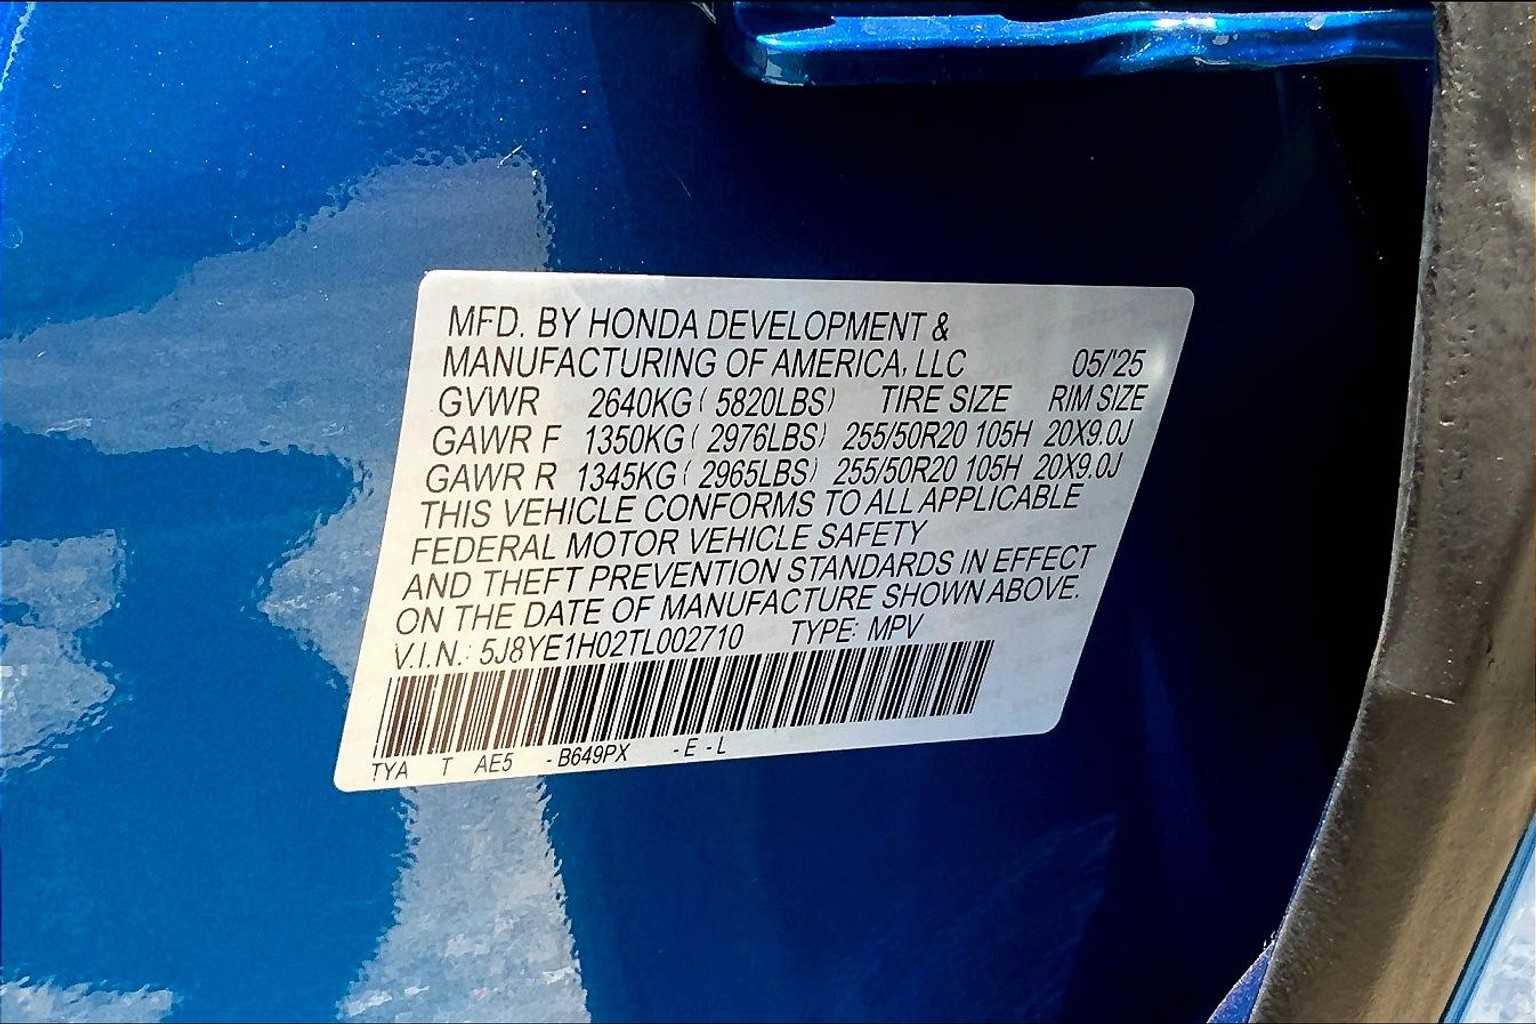 MFD. BY HONDA DEVELOPMENT &
MANUFACTURING OF AMERICA, LLC 05/'25
GVWR 2640KG ( 5820LBS) TIRE SIZE RIM SIZE
GAWR F 1350KG ( 2976LBS) 255/50R20 105H 20X9.0J
GAWR R 1345KG ( 2965LBS) 255/50R20 105H 20X9.0J
THIS VEHICLE CONFORMS TO ALL APPLICABLE
FEDERAL MOTOR VEHICLE SAFETY
AND THEFT PREVENTION STANDARDS IN EFFECT
ON THE DATE OF MANUFACTURE SHOWN ABOVE.
V.I.N.: 5J8YE1H02TL002710 TYPE: MPV
TYA T AE5 - B649PX - E - L